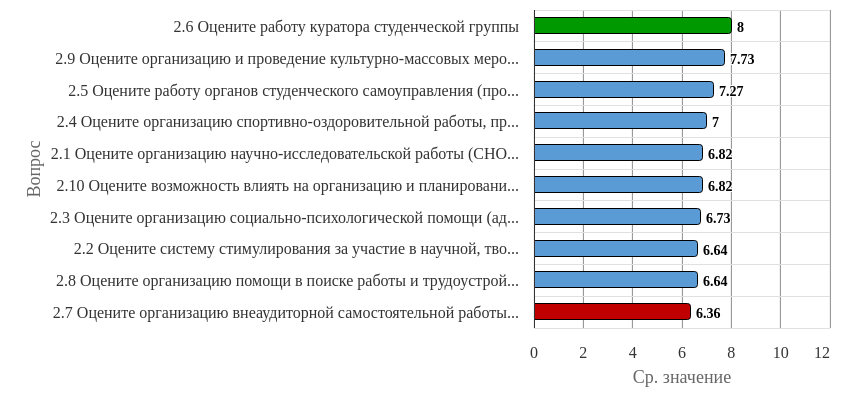 2.6 Оцените работу куратора студенческой группы 8
2.9 Оцените организацию и проведение культурно-массовых меро... 7.73
2.5 Оцените работу органов студенческого самоуправления (про... 7.27
2.4 Оцените организацию спортивно-оздоровительной работы, пр... 7
2.1 Оцените организацию научно-исследовательской работы (СНО... 6.82
2.10 Оцените возможность влиять на организацию и планировани... 6.82
2.3 Оцените организацию социально-психологической помощи (ад... 6.73
2.2 Оцените систему стимулирования за участие в научной, тво... 6.64
2.8 Оцените организацию помощи в поиске работы и трудоустрой... 6.64
2.7 Оцените организацию внеаудиторной самостоятельной работы... 6.36
Вопрос
0 2 4 6 8 10 12
Ср. значение